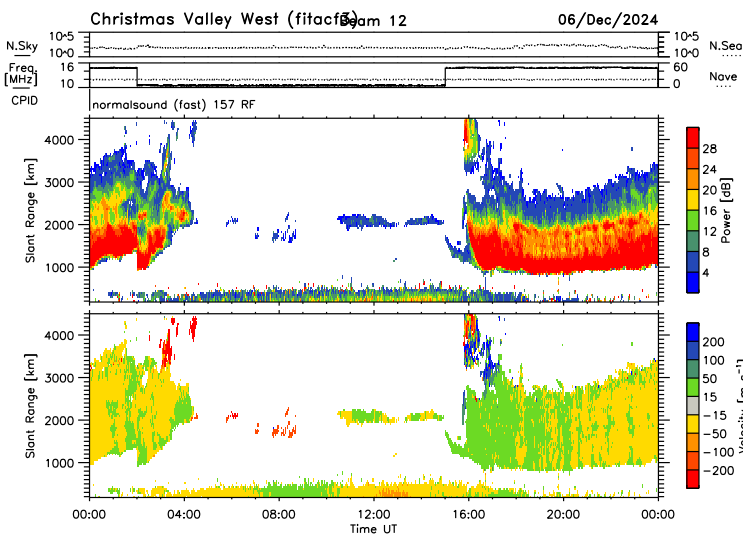 Christmas Valley West (fitacf3) Beam 12 06/Dec/2024
N.Sky 10^5 10^0 10^5 10^0 N.Sea
Freq. [MHz] 16 10 60 0 Nave
CPID normalsound (fast) 157 RF
Slant Range [km] 4000 3000 2000 1000
Power [dB] 28 24 20 16 12 8 4
Slant Range [km] 4000 3000 2000 1000
200 100 50 15 -15 -50 -100 -200
00:00 04:00 08:00 12:00 16:00 20:00 00:00
Time UT